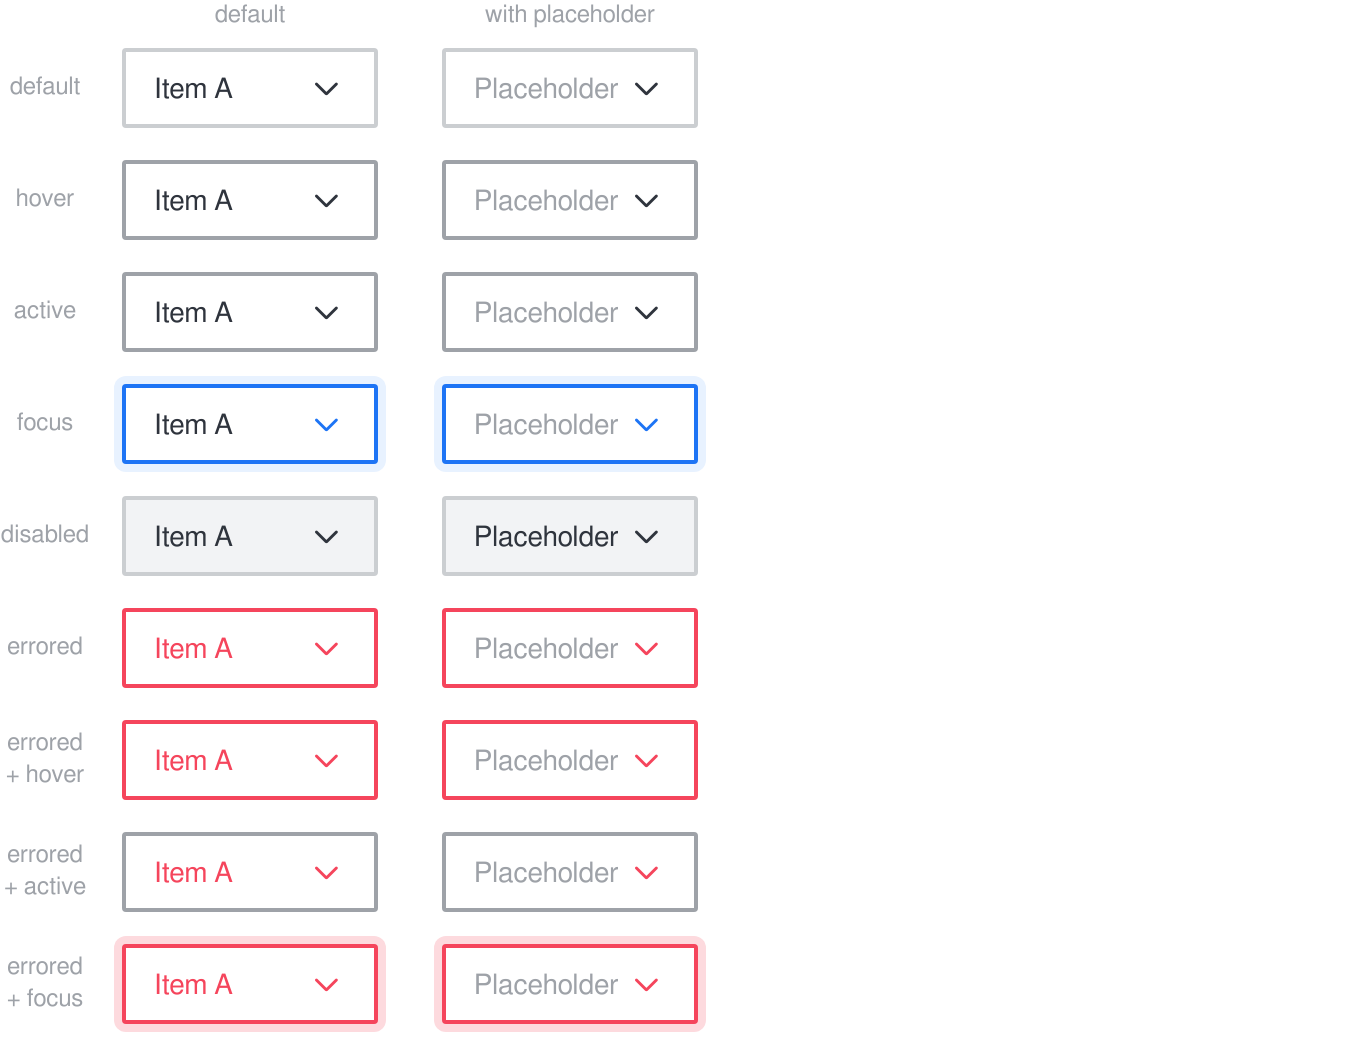 default with placeholder
default Item A Placeholder
hover Item A Placeholder
active Item A Placeholder
focus Item A Placeholder
disabled Item A Placeholder
errored Item A Placeholder
errored
+ hover Item A Placeholder
errored
+ active Item A Placeholder
errored
+ focus Item A Placeholder